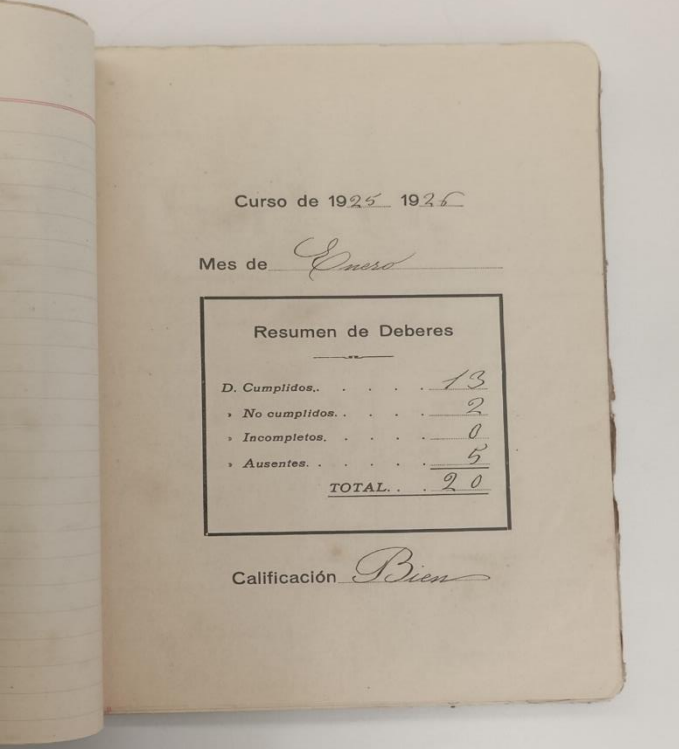 Curso de 1925 1926
Mes de Enero
Resumen de Deberes
D. Cumplidos.. . . . . 13
» No cumplidos. . . . . . 2
» Incompletos. . . . . . 0
» Ausentes. . . . . . 5
TOTAL. . . 20
Calificación Bien